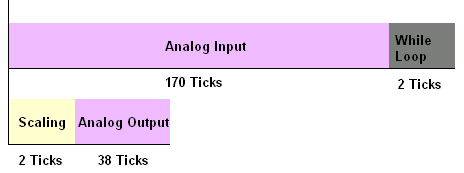 Analog Input
While
Loop
170 Ticks
2 Ticks
Scaling
Analog Output
2 Ticks
38 Ticks